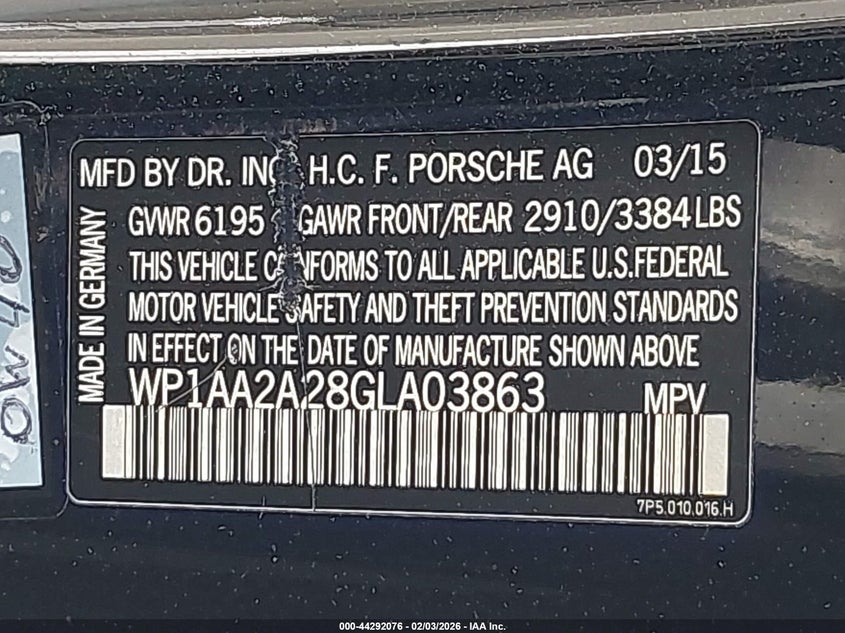 MFD BY DR. ING H.C. F. PORSCHE AG 03/15
GVWR 6195 GAWR FRONT/REAR 2910/3384 LBS
THIS VEHICLE CONFORMS TO ALL APPLICABLE U.S. FEDERAL
MOTOR VEHICLE SAFETY AND THEFT PREVENTION STANDARDS
IN EFFECT ON THE DATE OF MANUFACTURE SHOWN ABOVE
MADE IN GERMANY
WP1AA2A28GLA03863 MPV
7P5.010.016.H
000-44292076 - 02/03/2026 - IAA Inc.